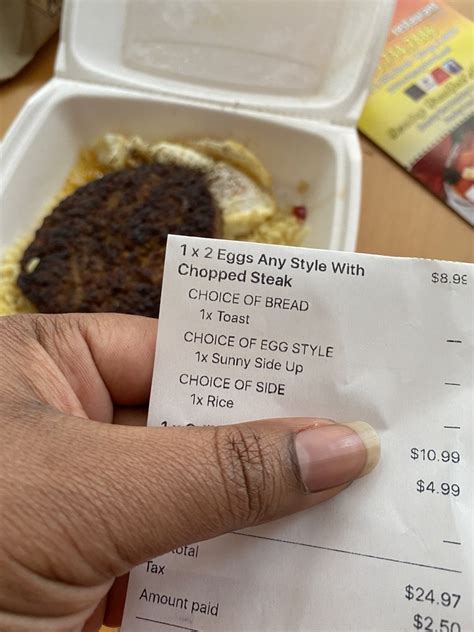 restaurant
1 x 2 Eggs Any Style With $8.99
Chopped Steak
CHOICE OF BREAD —
1x Toast
CHOICE OF EGG STYLE —
1x Sunny Side Up
CHOICE OF SIDE —
1x Rice
$10.99
$4.99
—
total $24.97
Tax $2.50
Amount paid